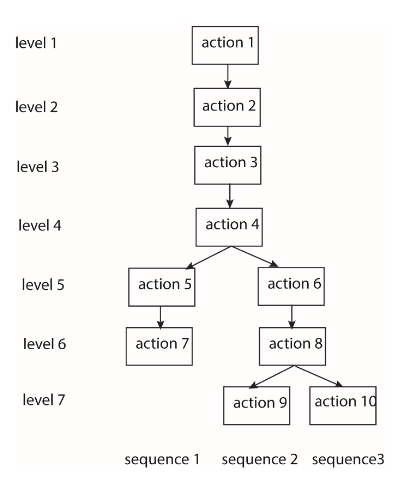 level 1 action 1
level 2 action 2
level 3 action 3
level 4 action 4
level 5 action 5 action 6
level 6 action 7 action 8
level 7 action 9 action 10
sequence 1 sequence 2 sequence3